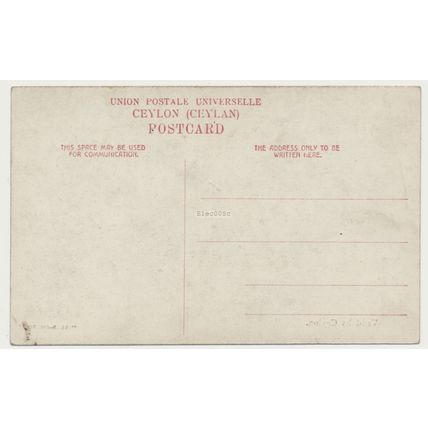 UNION POSTALE UNIVERSELLE
CEYLON (CEYLAN)
POSTCARD
THIS SPACE MAY BE USED
FOR COMMUNICATION.
THE ADDRESS ONLY TO BE
WRITTEN HERE.